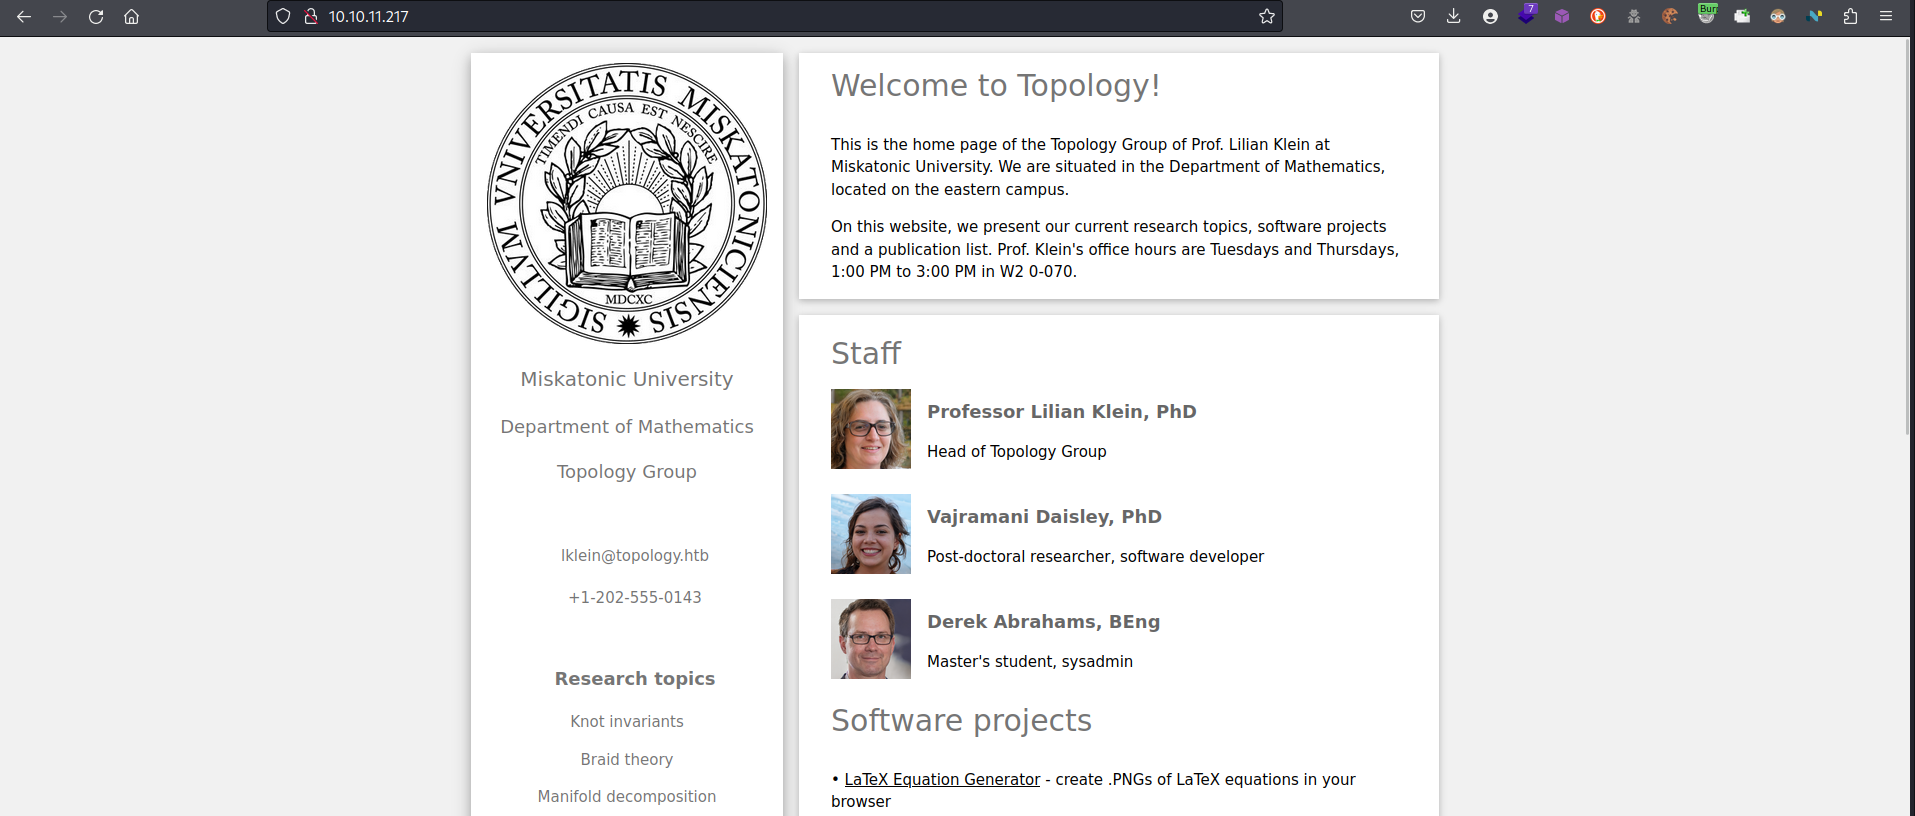 10.10.11.217
7
Bur
SIGILLVM VNIVERSITATIS MISKATONICIENSIS
TIMENDI CAUSA EST NESCIRE
MDCXC
Miskatonic University
Department of Mathematics
Topology Group
lklein@topology.htb
+1-202-555-0143
Research topics
Knot invariants
Braid theory
Manifold decomposition
Welcome to Topology!
This is the home page of the Topology Group of Prof. Lilian Klein at
Miskatonic University. We are situated in the Department of Mathematics,
located on the eastern campus.
On this website, we present our current research topics, software projects
and a publication list. Prof. Klein's office hours are Tuesdays and Thursdays,
1:00 PM to 3:00 PM in W2 0-070.
Staff
Professor Lilian Klein, PhD
Head of Topology Group
Vajramani Daisley, PhD
Post-doctoral researcher, software developer
Derek Abrahams, BEng
Master's student, sysadmin
Software projects
• LaTeX Equation Generator - create .PNGs of LaTeX equations in your
browser